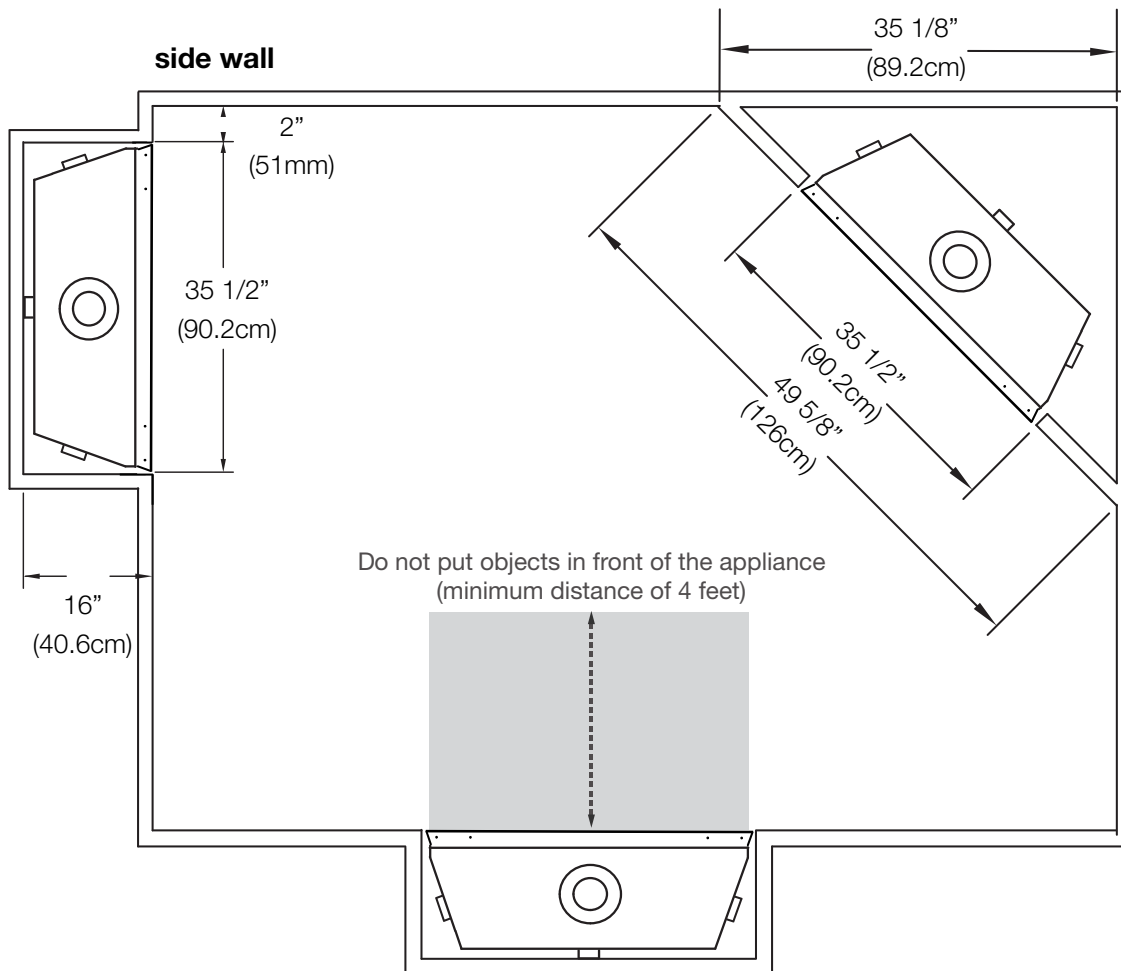 35 1/8”
(89.2cm)
side wall
2”
(51mm)
35 1/2”
(90.2cm)
35 1/2”
(90.2cm)
49 5/8”
(126cm)
Do not put objects in front of the appliance
(minimum distance of 4 feet)
16”
(40.6cm)